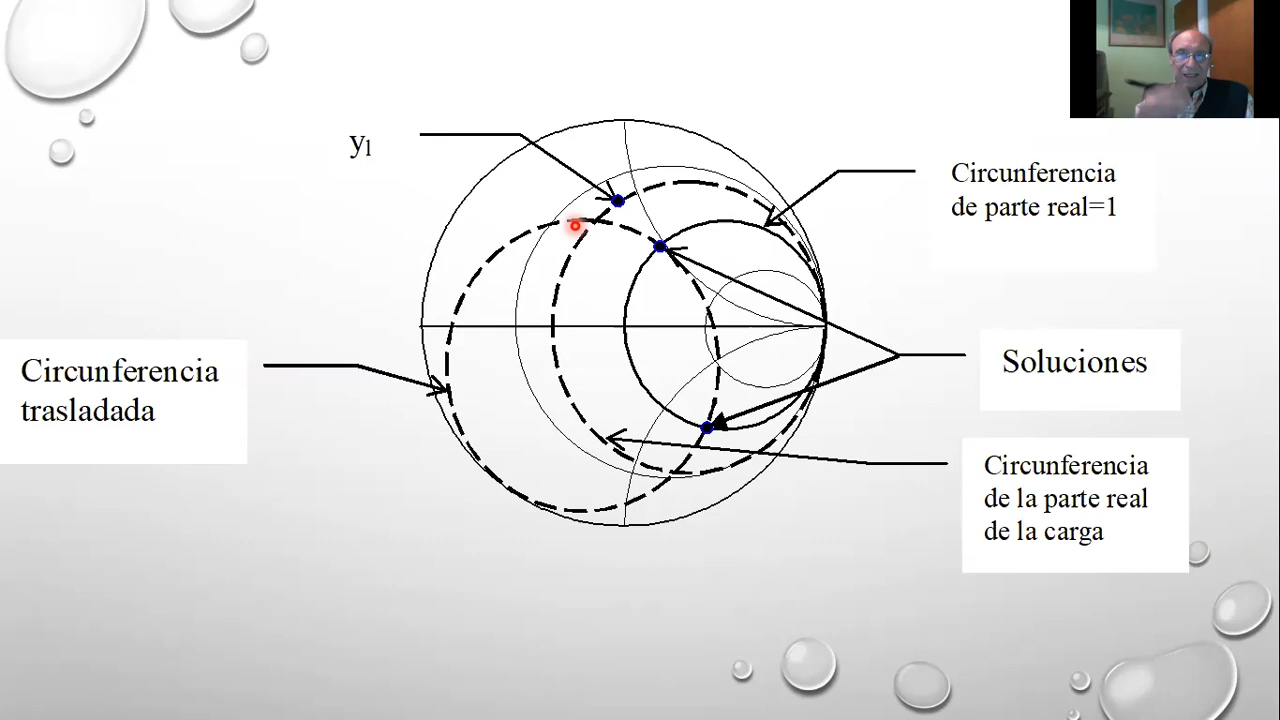 yl
Circunferencia
de parte real=1
Circunferencia
trasladada
Soluciones
Circunferencia
de la parte real
de la carga